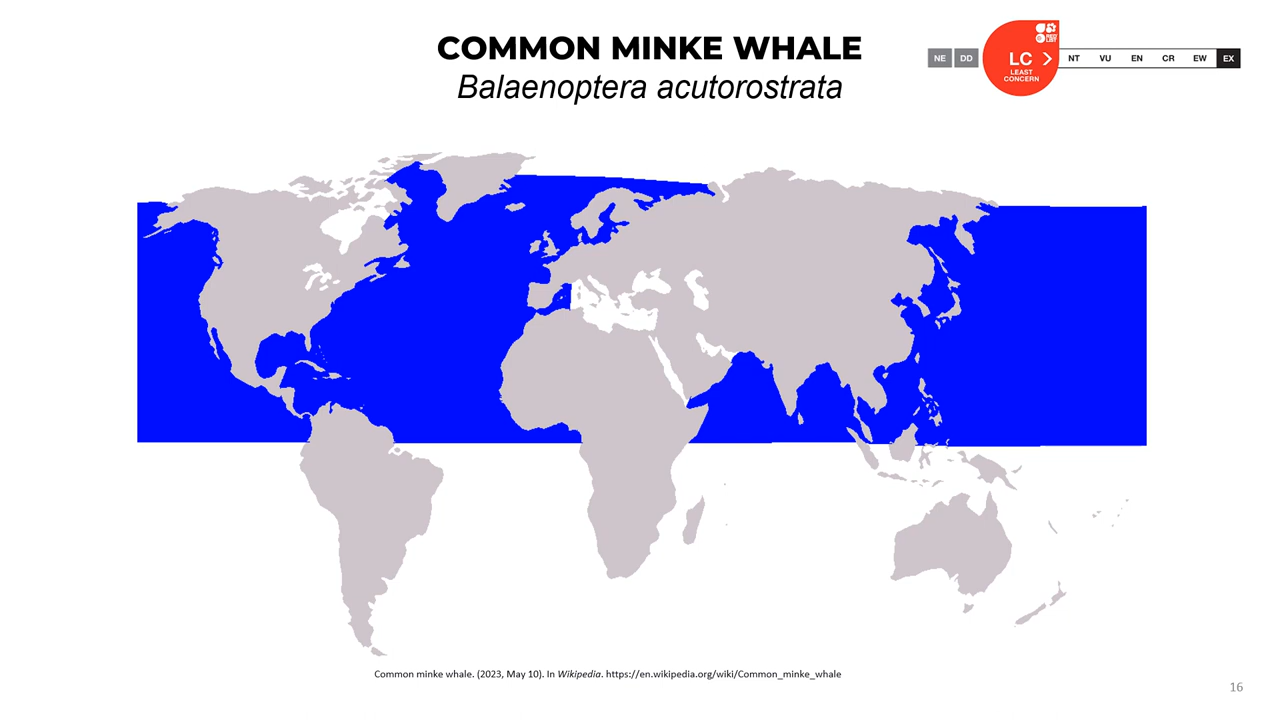 COMMON MINKE WHALE
Balaenoptera acutorostrata
NE DD LC NT VU EN CR EW EX
LEAST
CONCERN
Common minke whale. (2023, May 10). In Wikipedia. https://en.wikipedia.org/wiki/Common_minke_whale
16